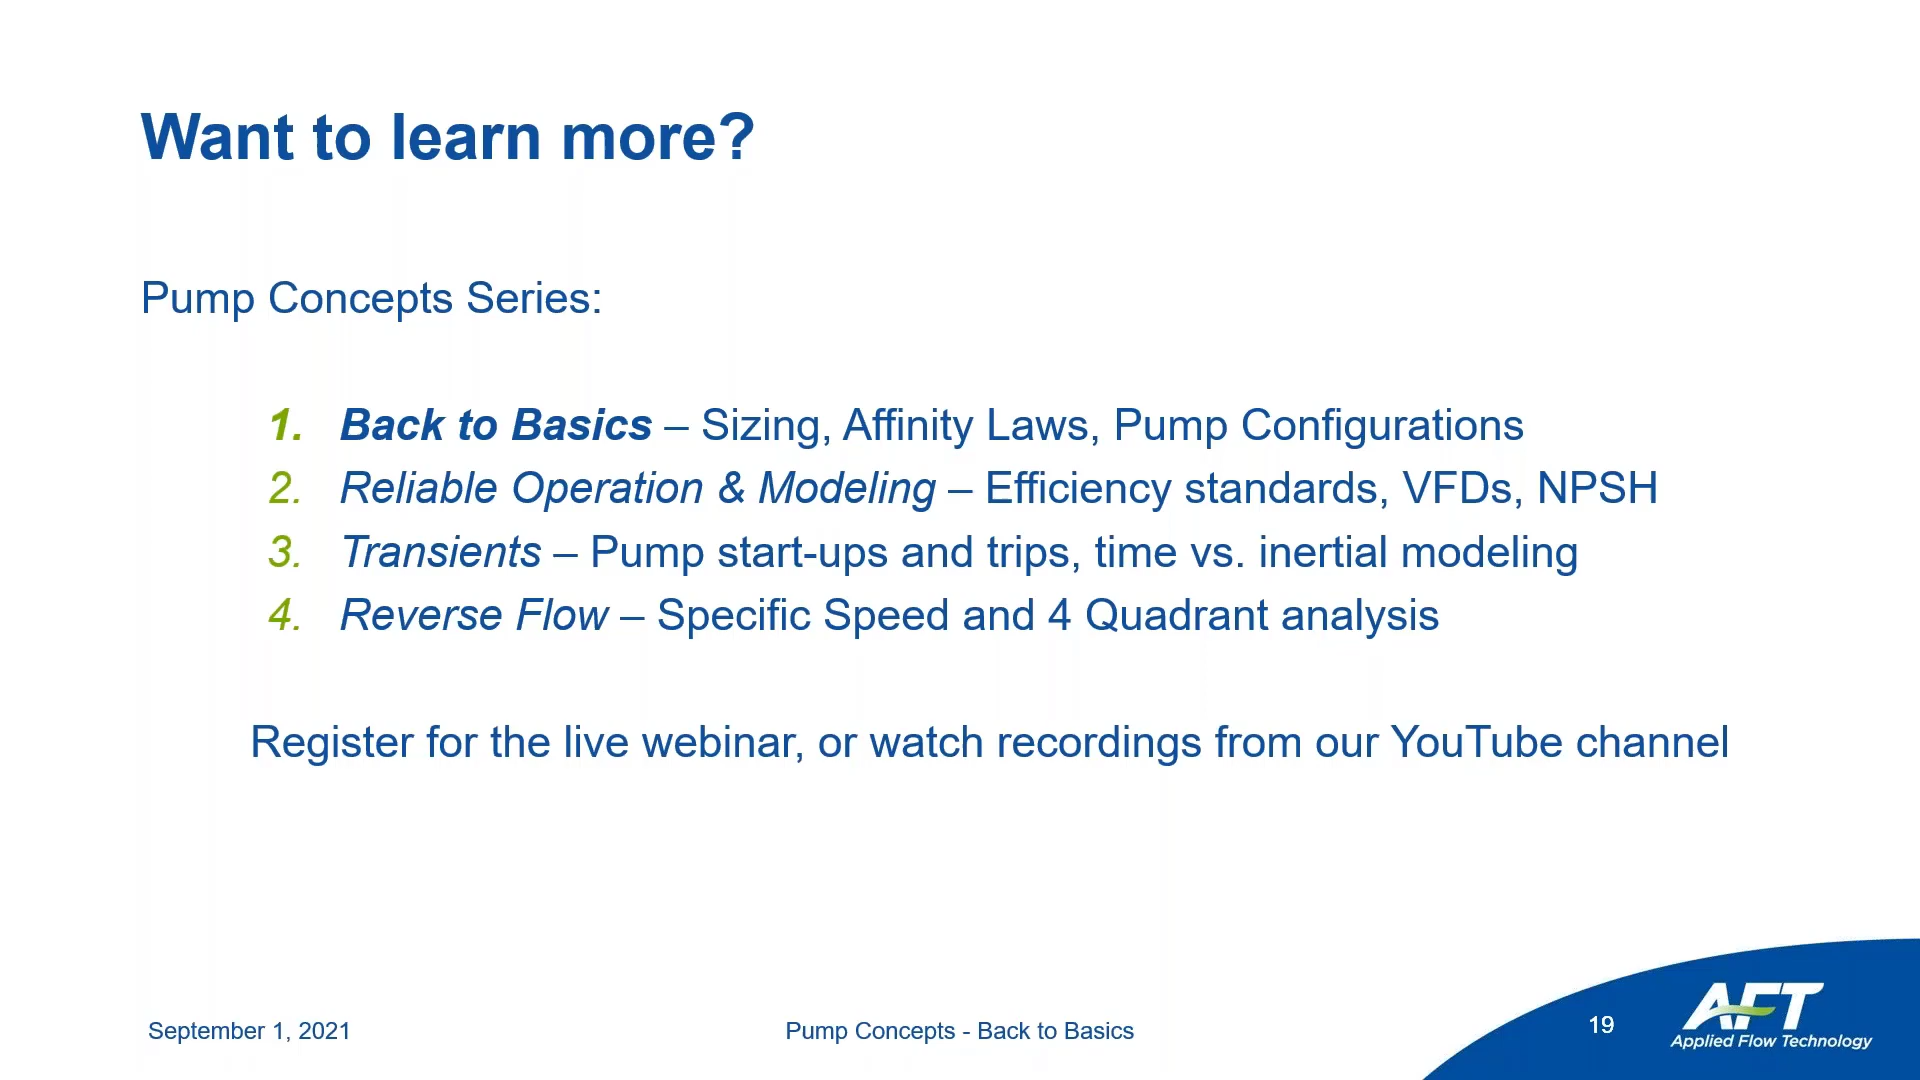 Want to learn more?
Pump Concepts Series:
1. Back to Basics – Sizing, Affinity Laws, Pump Configurations
2. Reliable Operation & Modeling – Efficiency standards, VFDs, NPSH
3. Transients – Pump start-ups and trips, time vs. inertial modeling
4. Reverse Flow – Specific Speed and 4 Quadrant analysis
Register for the live webinar, or watch recordings from our YouTube channel
September 1, 2021
Pump Concepts - Back to Basics
19
AFT
Applied Flow Technology